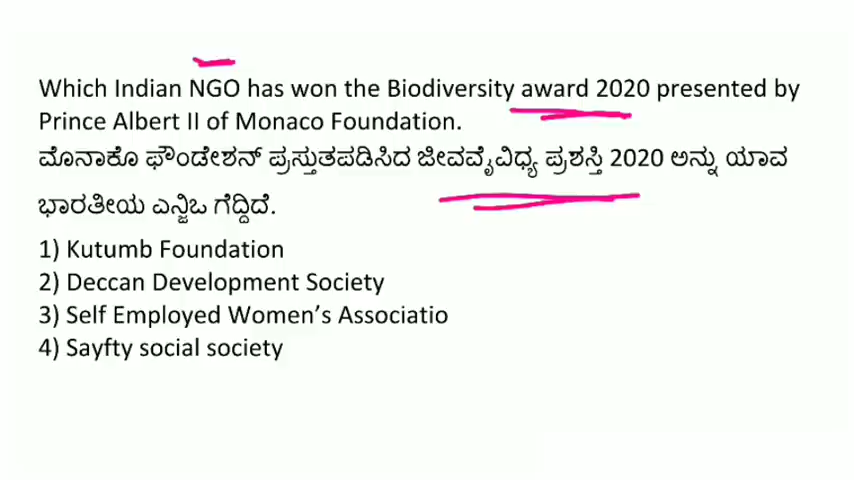 Which Indian NGO has won the Biodiversity award 2020 presented by
Prince Albert II of Monaco Foundation.
ಮೊನಾಕೊ ಫೌಂಡೇಶನ್ ಪ್ರಸ್ತುತಪಡಿಸಿದ ಜೀವವೈವಿಧ್ಯ ಪ್ರಶಸ್ತಿ 2020 ಅನ್ನು ಯಾವ
ಭಾರತೀಯ ಎನ್ಜಿಒ ಗೆದ್ದಿದೆ.
1) Kutumb Foundation
2) Deccan Development Society
3) Self Employed Women’s Associatio
4) Sayfty social society